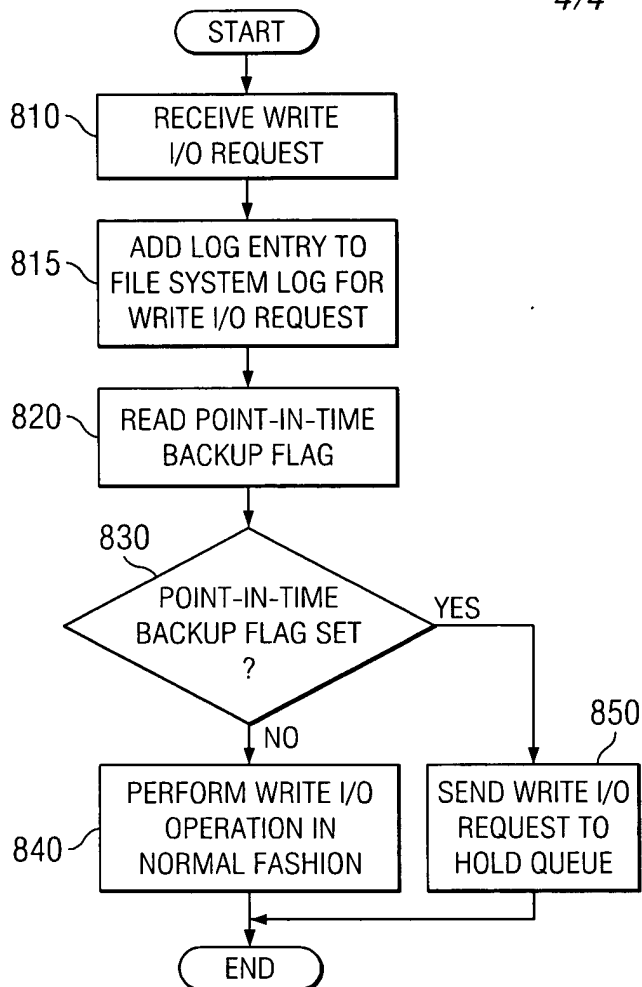 4/4
START
810
RECEIVE WRITE
I/O REQUEST
815
ADD LOG ENTRY TO
FILE SYSTEM LOG FOR
WRITE I/O REQUEST
820
READ POINT-IN-TIME
BACKUP FLAG
830
POINT-IN-TIME
BACKUP FLAG SET
?
YES
NO
840
PERFORM WRITE I/O
OPERATION IN
NORMAL FASHION
850
SEND WRITE I/O
REQUEST TO
HOLD QUEUE
END